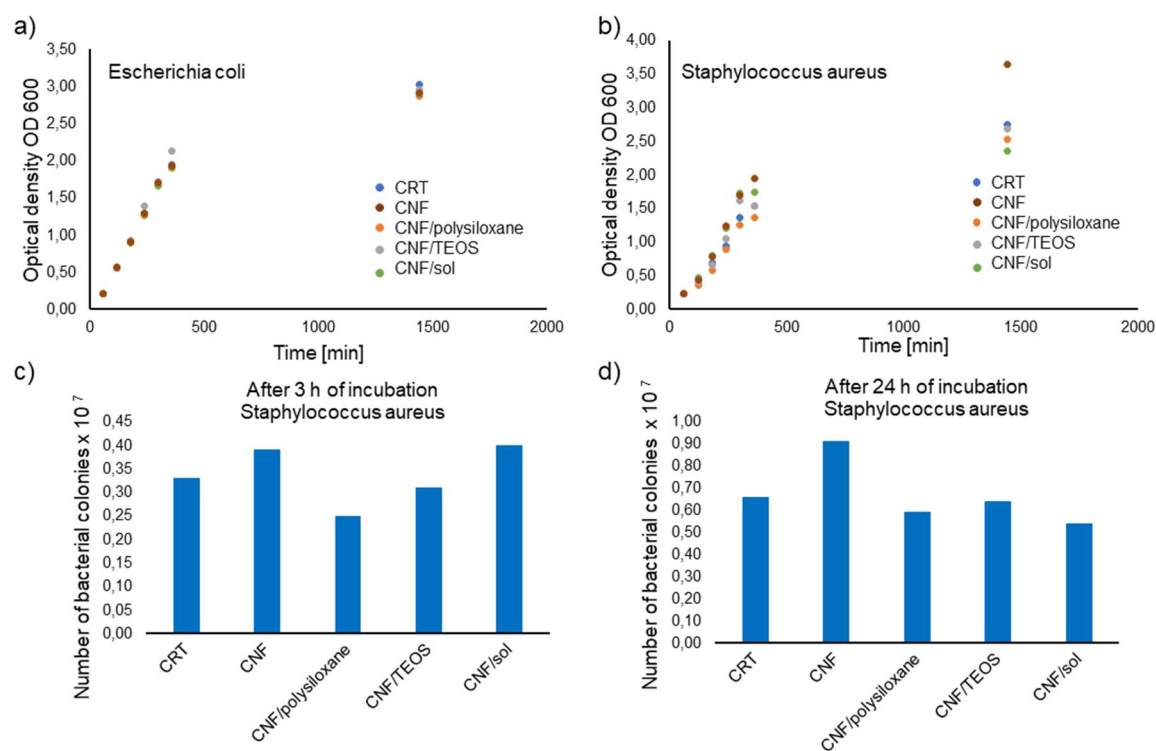 a)
3,50
3,00
2,50
2,00
1,50
1,00
0,50
0,00
Optical density OD 600
Escherichia coli
CRT
CNF
CNF/polysiloxane
CNF/TEOS
CNF/sol
0
500
1000
1500
2000
Time [min]
b)
4,00
3,50
3,00
2,50
2,00
1,50
1,00
0,50
0,00
Optical density OD 600
Staphylococcus aureus
CRT
CNF
CNF/polysiloxane
CNF/TEOS
CNF/sol
0
500
1000
1500
2000
Time [min]
c)
After 3 h of incubation
Staphylococcus aureus
Number of bacterial colonies x 10 7
0,45
0,40
0,35
0,30
0,25
0,20
0,15
0,10
0,05
0,00
CRT
CNF
CNF/polysiloxane
CNF/TEOS
CNF/sol
d)
After 24 h of incubation
Staphylococcus aureus
Number of bacterial colonies x 10 7
1,00
0,90
0,80
0,70
0,60
0,50
0,40
0,30
0,20
0,10
0,00
CRT
CNF
CNF/polysiloxane
CNF/TEOS
CNF/sol